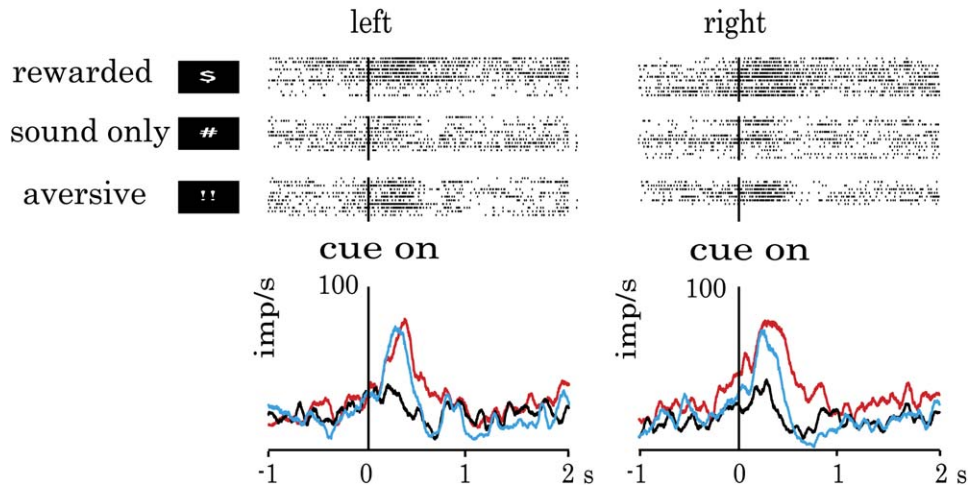 left right
rewarded $
sound only #
aversive !!
cue on cue on
100 100
imp/s imp/s
-1 0 1 2 s -1 0 1 2 s